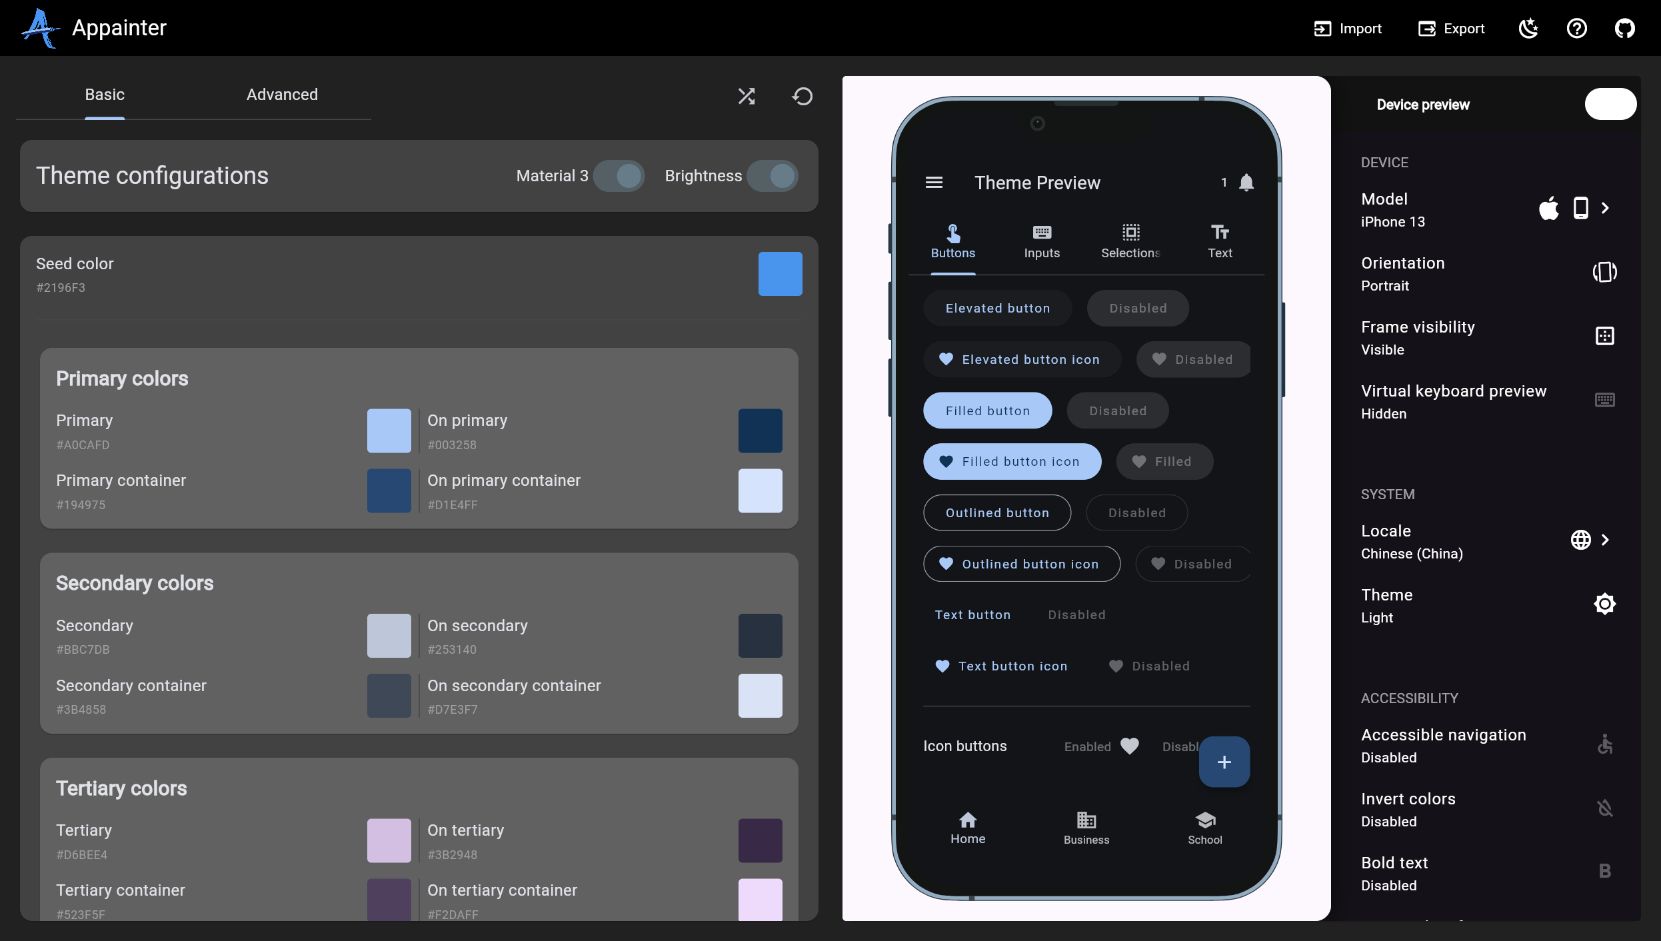 Appainter
Import
Export
Basic
Advanced
Theme configurations
Material 3
Brightness
Seed color
#2196F3
Primary colors
Primary
#A0CAFD
On primary
#003258
Primary container
#194975
On primary container
#D1E4FF
Secondary colors
Secondary
#BBC7DB
On secondary
#253140
Secondary container
#3B4858
On secondary container
#D7E3F7
Tertiary colors
Tertiary
#D6BEE4
On tertiary
#3B2948
Tertiary container
#523F5F
On tertiary container
#F2DAFF
Theme Preview
1
Buttons
Inputs
Selections
Text
Elevated button
Disabled
Elevated button icon
Disabled
Filled button
Disabled
Filled button icon
Filled
Outlined button
Disabled
Outlined button icon
Disabled
Text button
Disabled
Text button icon
Disabled
Icon buttons
Enabled
Disabl
Home
Business
School
Device preview
DEVICE
Model
iPhone 13
Orientation
Portrait
Frame visibility
Visible
Virtual keyboard preview
Hidden
SYSTEM
Locale
Chinese (China)
Theme
Light
ACCESSIBILITY
Accessible navigation
Disabled
Invert colors
Disabled
Bold text
Disabled
B